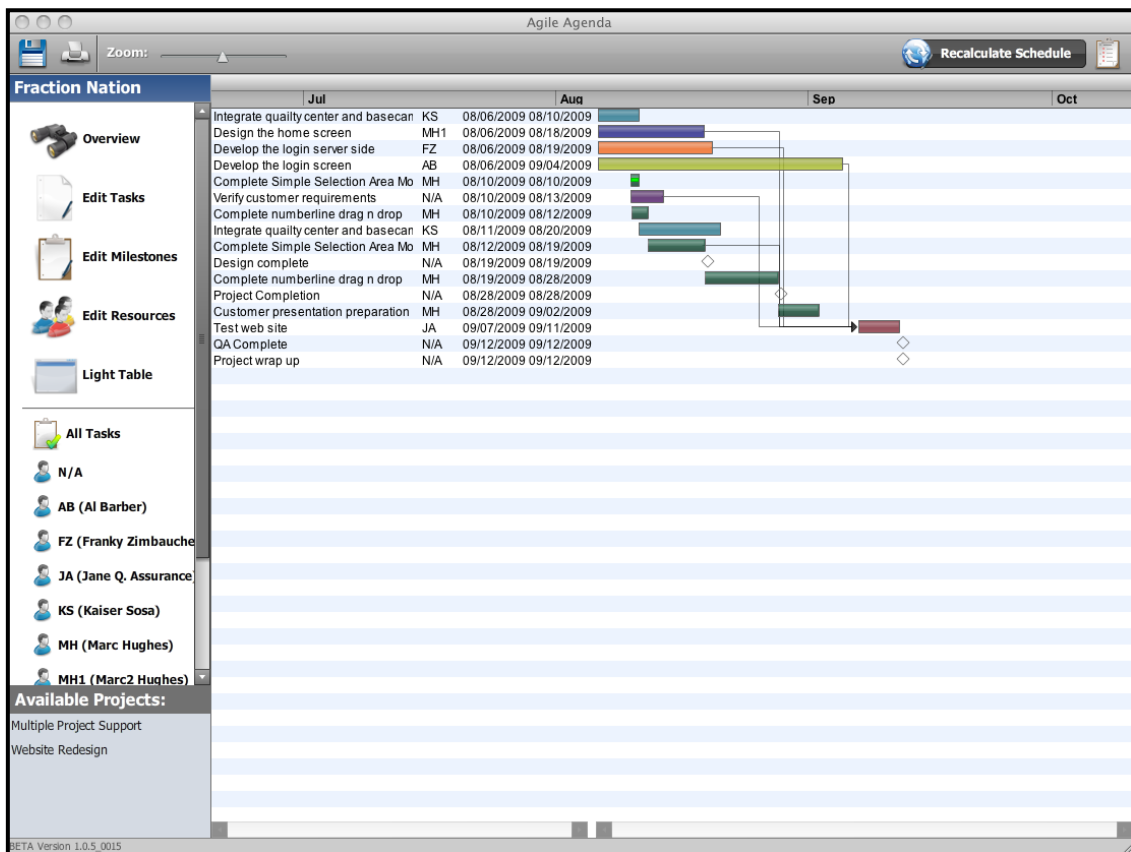 Agile Agenda
Zoom:
Recalculate Schedule
Fraction Nation
Overview
Edit Tasks
Edit Milestones
Edit Resources
Light Table
All Tasks
N/A
AB (Al Barber)
FZ (Franky Zimbauche
JA (Jane Q. Assurance)
KS (Kaiser Sosa)
MH (Marc Hughes)
MH1 (Marc2 Hughes)
Available Projects:
Multiple Project Support
Website Redesign
Jul Aug Sep Oct
Integrate quailty center and basecan KS 08/06/2009 08/10/2009
Design the home screen MH1 08/06/2009 08/18/2009
Develop the login server side FZ 08/06/2009 08/19/2009
Develop the login screen AB 08/06/2009 09/04/2009
Complete Simple Selection Area Mo MH 08/10/2009 08/10/2009
Verify customer requirements N/A 08/10/2009 08/13/2009
Complete numberline drag n drop MH 08/10/2009 08/12/2009
Integrate quailty center and basecan KS 08/11/2009 08/20/2009
Complete Simple Selection Area Mo MH 08/12/2009 08/19/2009
Design complete N/A 08/19/2009 08/19/2009
Complete numberline drag n drop MH 08/19/2009 08/28/2009
Project Completion N/A 08/28/2009 08/28/2009
Customer presentation preparation MH 08/28/2009 09/02/2009
Test web site JA 09/07/2009 09/11/2009
QA Complete N/A 09/12/2009 09/12/2009
Project wrap up N/A 09/12/2009 09/12/2009
BETA Version 1.0.5_0015